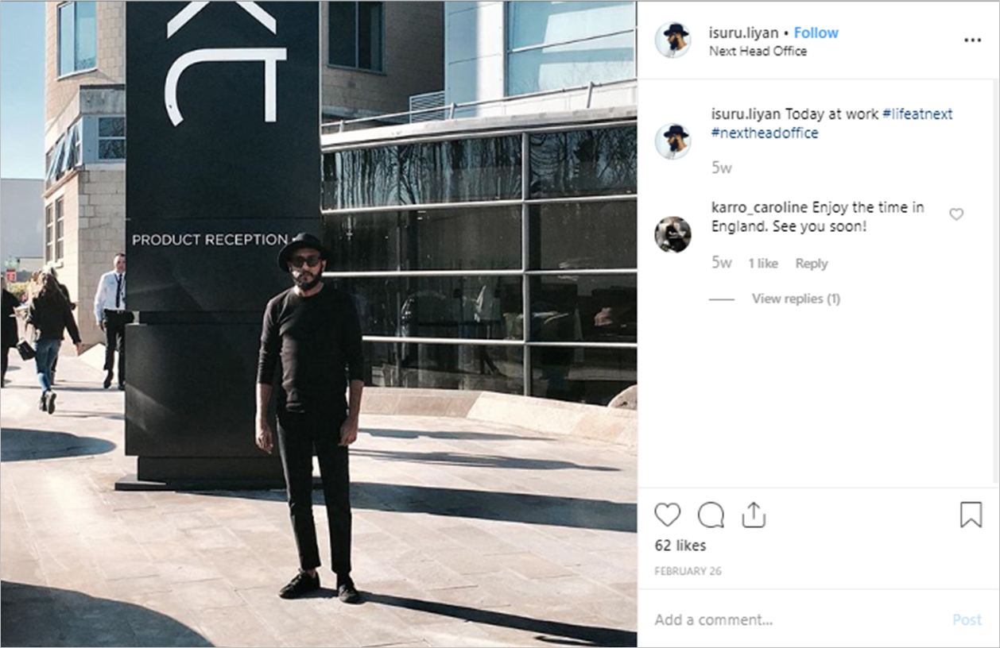 PRODUCT RECEPTION
isuru.liyan • Follow
Next Head Office
isuru.liyan Today at work #lifeatnext
#nextheadoffice
5w
karro_caroline Enjoy the time in
England. See you soon!
5w 1 like Reply
View replies (1)
62 likes
FEBRUARY 26
Add a comment... Post